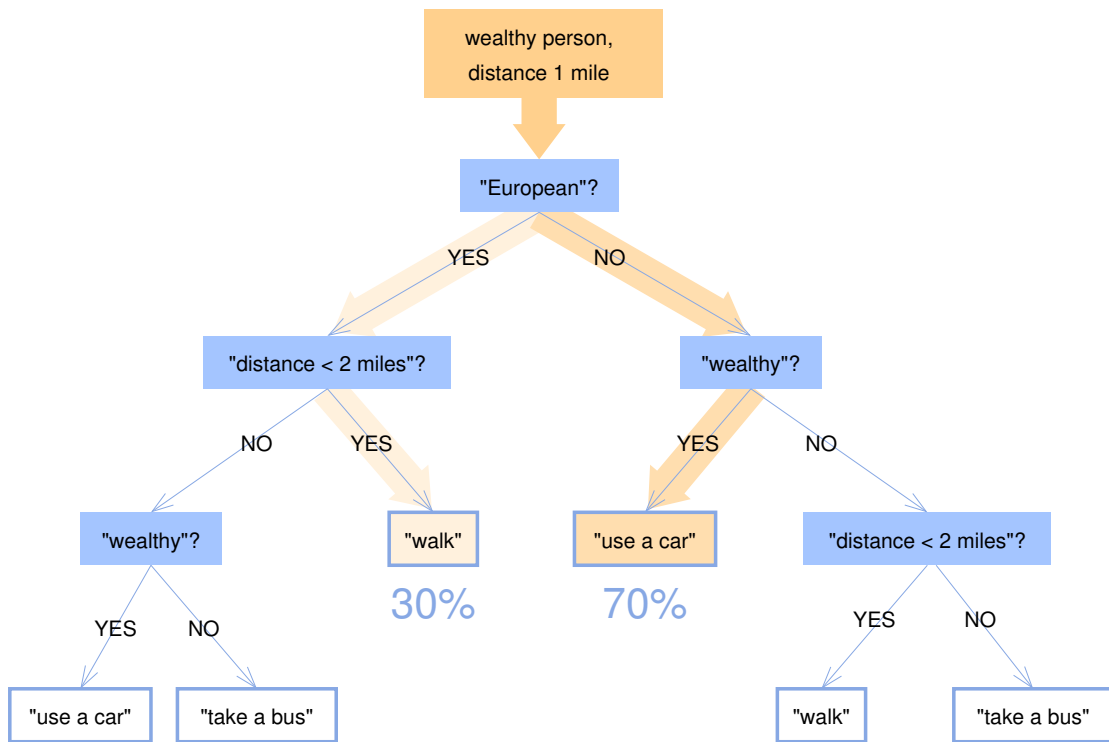 wealthy person,
distance 1 mile
"European"?
YES
NO
"distance < 2 miles"?
"wealthy"?
NO
YES
YES
NO
"wealthy"?
"walk"
"use a car"
"distance < 2 miles"?
30%
70%
YES
NO
YES
NO
"use a car"
"take a bus"
"walk"
"take a bus"